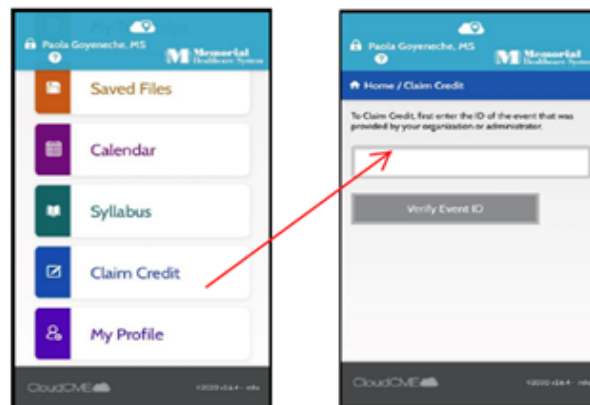 Paola Goyeneche, MS
?
M Memorial
Healthcare System
Saved Files
Calendar
Syllabus
Claim Credit
My Profile
CloudCME
Paola Goyeneche, MS
?
M Memorial
Healthcare System
Home / Claim Credit
To Claim Credit, first enter the ID of the event that was
provided by your organization or administrator.
Verify Event ID
CloudCME